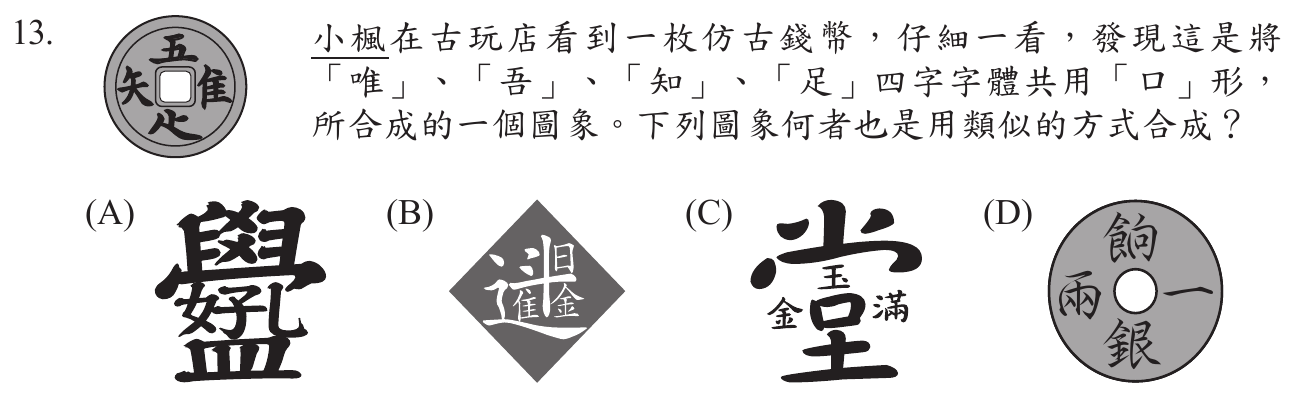 13.
五
矢 隹
小楓在古玩店看到一枚仿古錢幣，仔細一看，發現這是將
「唯」、「吾」、「知」、「足」四字字體共用「口」形，
所合成的一個圖象。下列圖象何者也是用類似的方式合成？
(A)
(B)
斗 日
隹 金
(C)
堂
玉
金 滿
(D)
餉
兩 一
銀